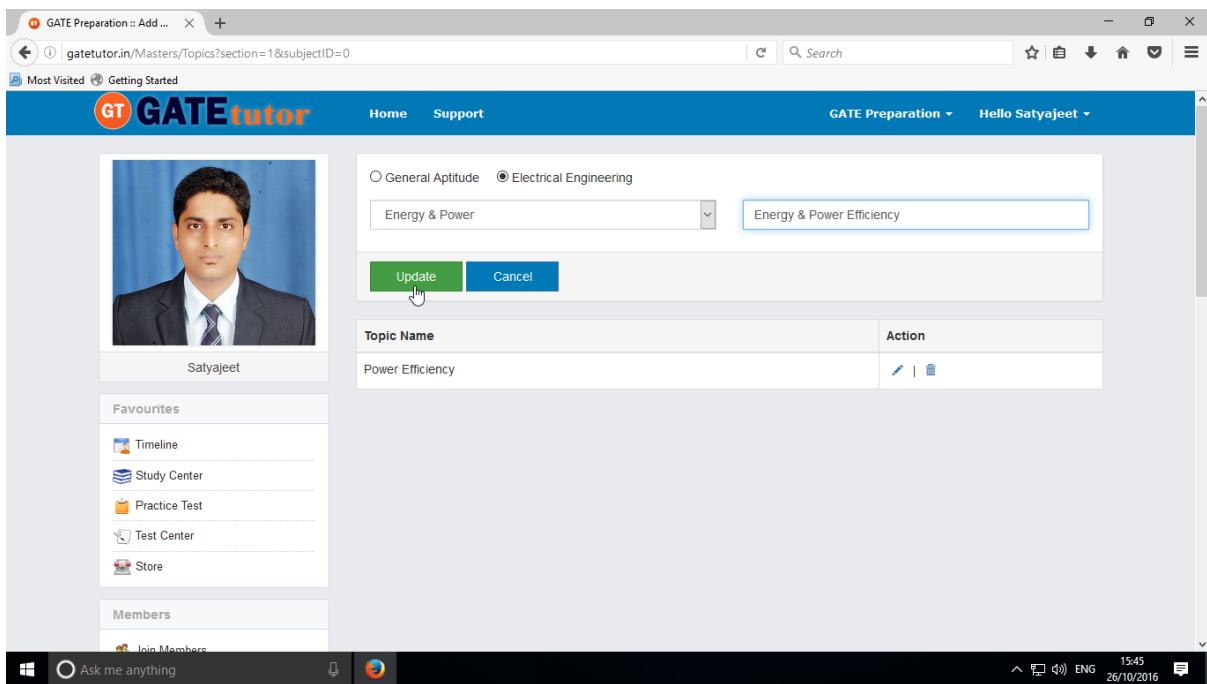 GATE Preparation :: Add ...
gatetutor.in/Masters/Topics?section=1&subjectID=0
Search
Most Visited Getting Started
GT GATEtutor Home Support GATE Preparation Hello Satyajeet
General Aptitude Electrical Engineering
Energy & Power Energy & Power Efficiency
Update Cancel
Topic Name Action
Power Efficiency |
Satyajeet
Favourites
Timeline
Study Center
Practice Test
Test Center
Store
Members
Join Members
Ask me anything ENG 15:45
26/10/2016